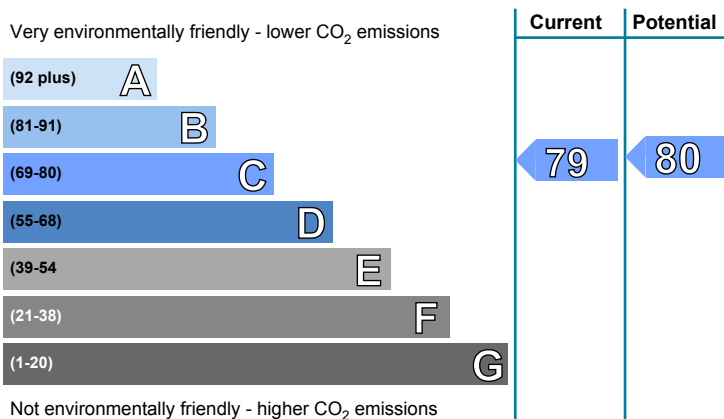 Current Potential
Very environmentally friendly - lower CO2 emissions
(92 plus) A
(81-91) B
(69-80) C 79 80
(55-68) D
(39-54 E
(21-38) F
(1-20) G
Not environmentally friendly - higher CO2 emissions